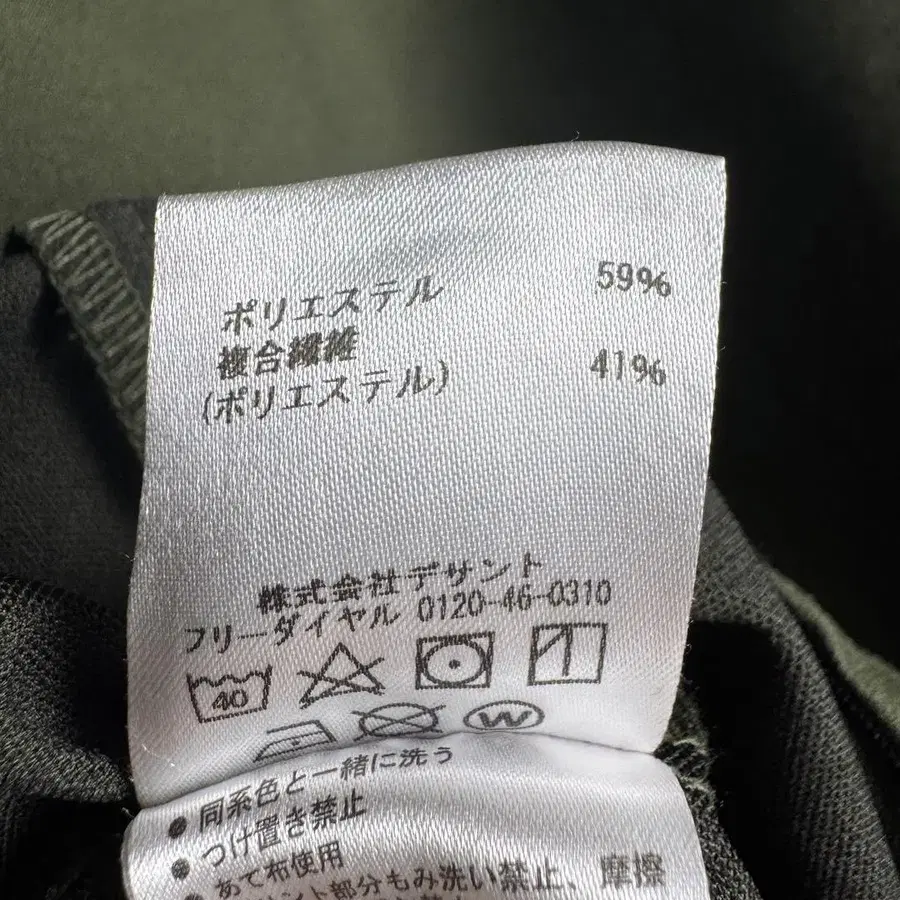 ポリエステル 59%
複合繊維
(ポリエステル) 41%
株式会社デサント
フリーダイヤル 0120-46-0310
40
W
●同系色と一緒に洗う
●つけ置き禁止
●あて布使用
ント部分もみ洗い禁止、摩擦